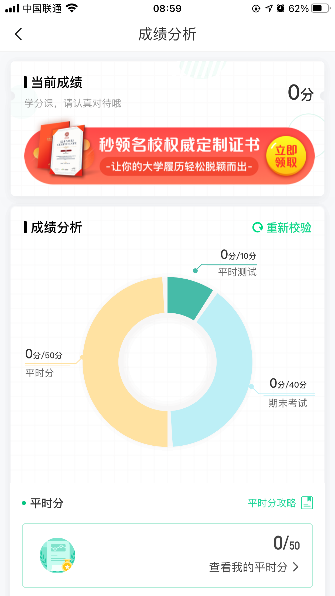 中国联通
08:59
62%
成绩分析
当前成绩
0分
学分课，请认真对待哦
秒领名校权威定制证书
-让你的大学履历轻松脱颖而出-
立即
领取
成绩分析
重新校验
0分/10分
平时测试
0分/50分
平时分
0分/40分
期末考试
平时分
平时分攻略
0/50
查看我的平时分